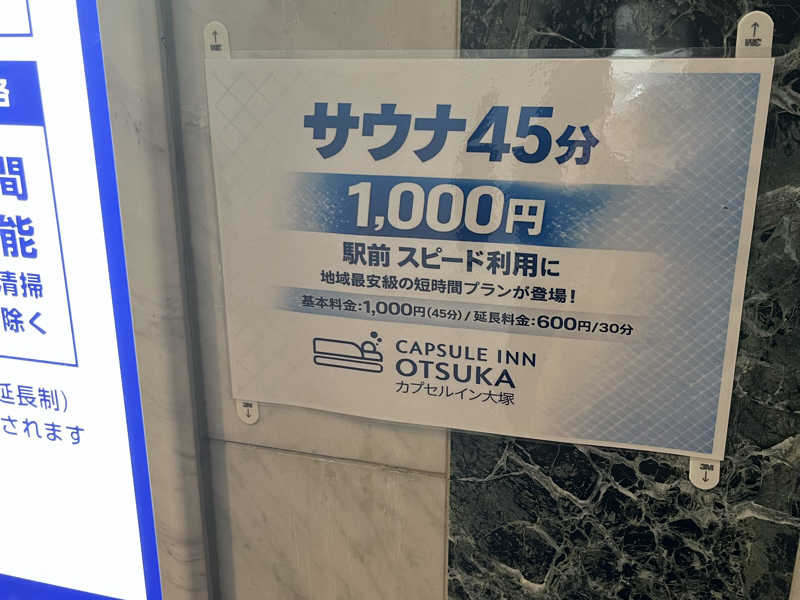 サウナ45分
1,000円
駅前 スピード利用に
地域最安級の短時間プランが登場！
基本料金：1,000円(45分) / 延長料金：600円/30分
CAPSULE INN
OTSUKA
カプセルイン大塚
間
能
清掃
除く
延長制）
されます
3M
3M
3M
3M